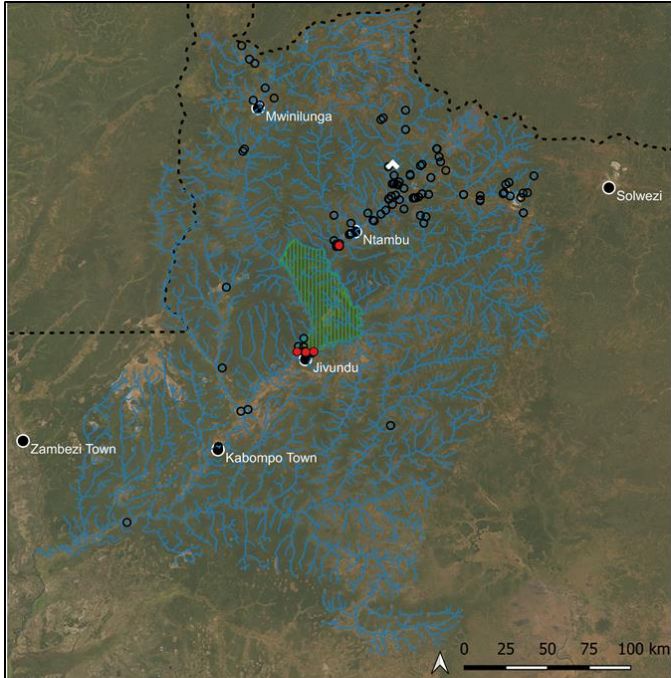 Mwinilunga
Solwezi
Ntambu
Jivundu
Zambezi Town
Kabompo Town
0 25 50 75 100 km